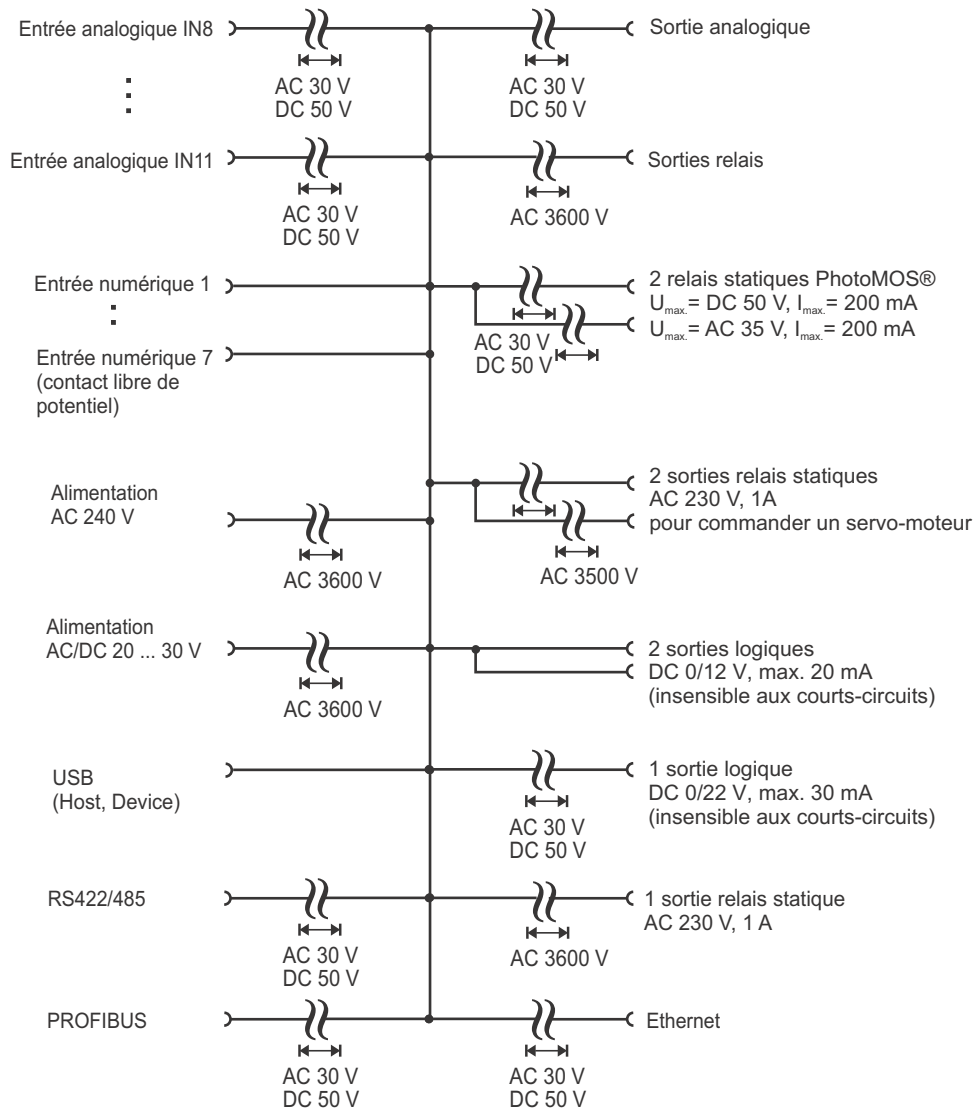 Entrée analogique IN8
AC 30 V
DC 50 V
AC 30 V
DC 50 V
Sortie analogique
Entrée analogique IN11
AC 30 V
DC 50 V
AC 3600 V
Sorties relais
Entrée numérique 1
Entrée numérique 7
(contact libre de
potentiel)
AC 30 V
DC 50 V
2 relais statiques PhotoMOS®
Umax.= DC 50 V, Imax.= 200 mA
Umax.= AC 35 V, Imax.= 200 mA
Alimentation
AC 240 V
AC 3600 V
AC 3500 V
2 sorties relais statiques
AC 230 V, 1A
pour commander un servo-moteur
Alimentation
AC/DC 20 ... 30 V
AC 3600 V
2 sorties logiques
DC 0/12 V, max. 20 mA
(insensible aux courts-circuits)
USB
(Host, Device)
AC 30 V
DC 50 V
1 sortie logique
DC 0/22 V, max. 30 mA
(insensible aux courts-circuits)
RS422/485
AC 30 V
DC 50 V
AC 3600 V
1 sortie relais statique
AC 230 V, 1 A
PROFIBUS
AC 30 V
DC 50 V
AC 30 V
DC 50 V
Ethernet